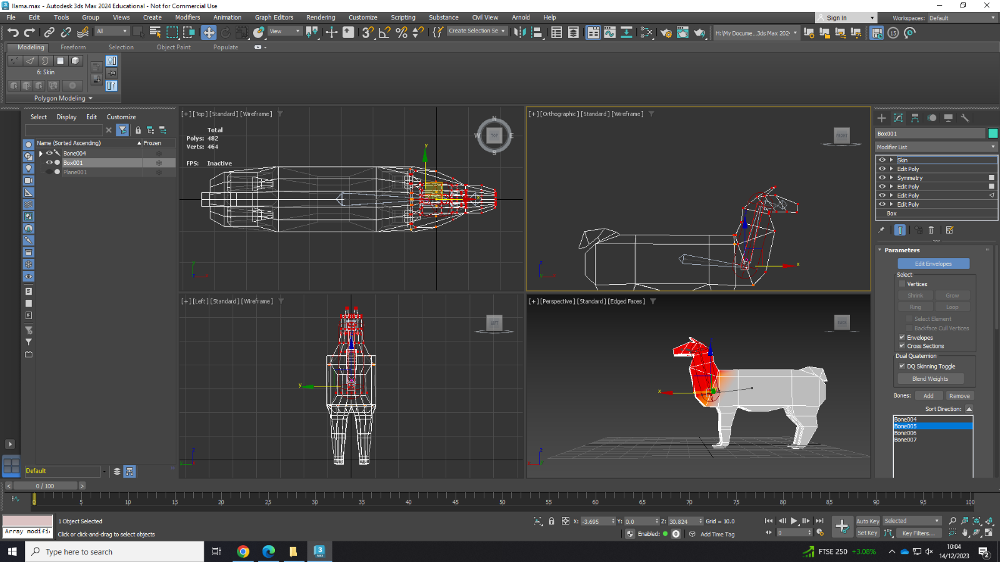 llama.max - Autodesk 3ds Max 2024 Educational - Not for Commercial Use
File Edit Tools Group Views Create Modifiers Animation Graph Editors Rendering Customize Scripting Substance Civil View Arnold Help
Sign In
Workspaces: Default
All
View
Create Selection Se
H:\My Docume...3ds Max 202
15
Modeling Freeform Selection Object Paint Populate
6: Skin
Polygon Modeling
Select Display Edit Customize
Name (Sorted Ascending) Frozen
Bone004
Box001
Plane001
Default
[+] [Top] [Standard] [Wireframe]
Total
Polys: 482
Verts: 464
FPS: Inactive
N
W TOP E
S
y
x
[+] [Orthographic] [Standard] [Wireframe]
FRONT
x
[+] [Left] [Standard] [Wireframe]
LEFT
y
[+] [Perspective] [Standard] [Edged Faces]
BACK
x
Box001
Modifier List
Skin
Edit Poly
Symmetry
Edit Poly
Edit Poly
Edit Poly
Box
Parameters
Edit Envelopes
Select
Vertices
Shrink Grow
Ring Loop
Select Element
Backface Cull Vertices
Envelopes
Cross Sections
Dual Quaternion
DQ Skinning Toggle
Blend Weights
Bones: Add Remove
Sort Direction:
Bone004
Bone005
Bone006
Bone007
0 / 100
0 5 10 15 20 25 30 35 40 45 50 55 60 65 70 75 80 85 90 95 100
1 Object Selected
Array modifi
Click or click-and-drag to select objects
X: -3.695 Y: 0.0 Z: 30.824 Grid = 10.0
Enabled: 0 Add Time Tag
0
Auto Key Selected
Set Key Key Filters...
Type here to search
3 MAX
FTSE 250 +3.08%
10:04
14/12/2023
2